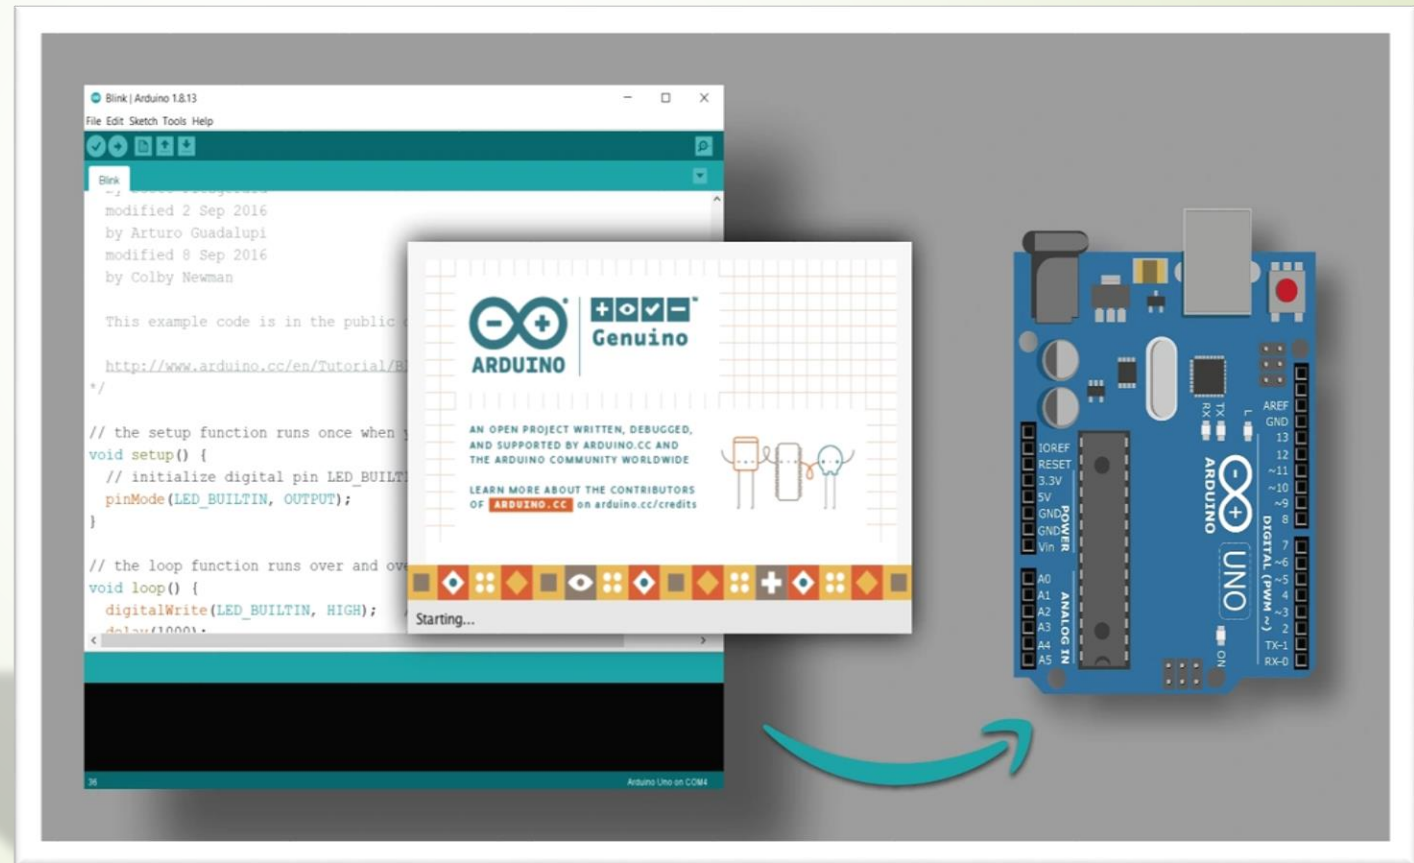 Blink | Arduino 1.8.13
File Edit Sketch Tools Help
Blink
modified 2 Sep 2016
by Arturo Guadalupi
modified 8 Sep 2016
by Colby Newman
This example code is in the public
http://www.arduino.cc/en/Tutorial/B
*/
// the setup function runs once when
void setup() {
// initialize digital pin LED_BUILT
pinMode(LED_BUILTIN, OUTPUT);
}
// the loop function runs over and ov
void loop() {
digitalWrite(LED_BUILTIN, HIGH);
delay(1000);
36
Arduino Uno on COM4
ARDUINO
Genuino
AN OPEN PROJECT WRITTEN, DEBUGGED,
AND SUPPORTED BY ARDUINO.CC AND
THE ARDUINO COMMUNITY WORLDWIDE
LEARN MORE ABOUT THE CONTRIBUTORS
OF ARDUINO.CC on arduino.cc/credits
Starting...
RX
TX
L
AREF
GND
13
12
~11
~10
~9
8
7
~6
~5
4
~3
2
TX→1
RX←0
DIGITAL (PWM ~)
ARDUINO
UNO
ON
IOREF
RESET
3.3V
5V
GND
GND
Vin
POWER
A0
A1
A2
A3
A4
A5
ANALOG IN